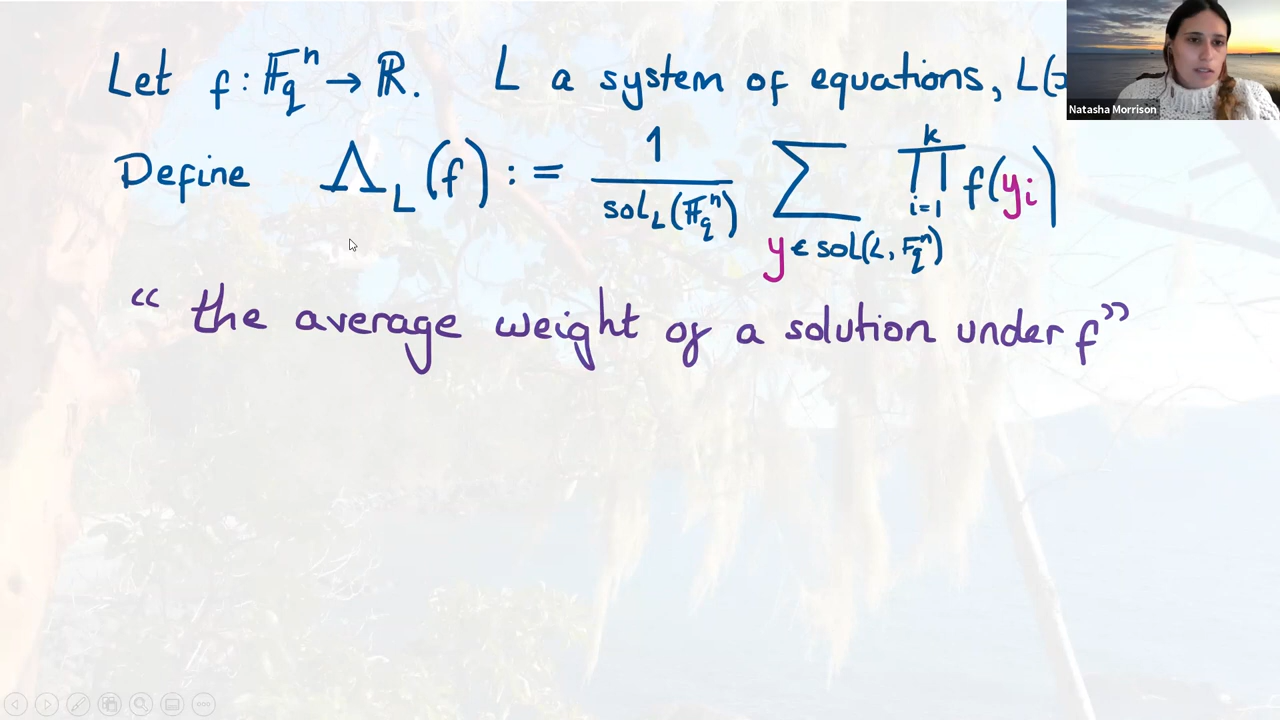 Let f : 𝔽_q^n → ℝ. L a system of equations, L(
Natasha Morrison
Define Λ_L(f) := 1/sol_L(𝔽_q^n) ∑_{y ∈ sol(L, 𝔽_q^n)} ∏_{i=1}^k f(y_i)
“ the average weight of a solution under f”